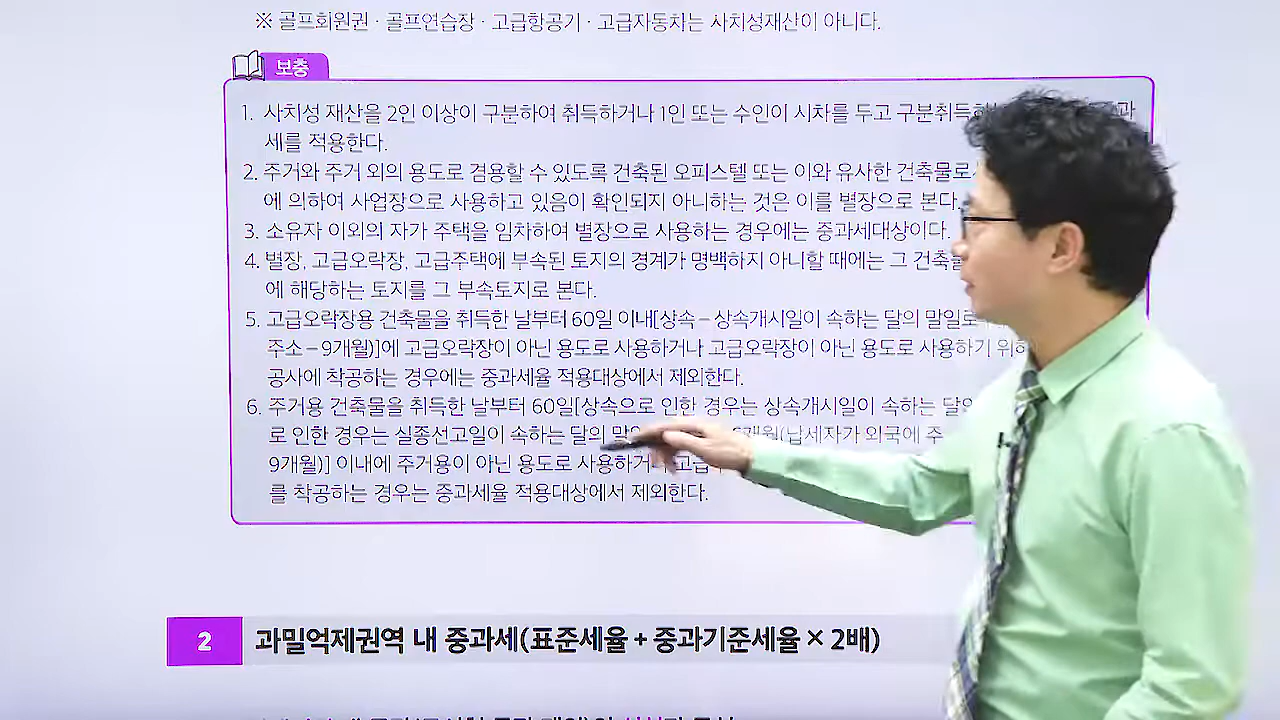 ※ 골프회원권 · 골프연습장 · 고급항공기 · 고급자동차는 사치성재산이 아니다.
보충
1. 사치성 재산을 2인 이상이 구분하여 취득하거나 1인 또는 수인이 시차를 두고 구분취득하 과
세를 적용한다.
2. 주거와 주거 외의 용도로 겸용할 수 있도록 건축된 오피스텔 또는 이와 유사한 건축물로
에 의하여 사업장으로 사용하고 있음이 확인되지 아니하는 것은 이를 별장으로 본다.
3. 소유자 이외의 자가 주택을 임차하여 별장으로 사용하는 경우에는 중과세대상이다.
4. 별장, 고급오락장, 고급주택에 부속된 토지의 경계가 명백하지 아니할 때에는 그 건축물
에 해당하는 토지를 그 부속토지로 본다.
5. 고급오락장용 건축물을 취득한 날부터 60일 이내[상속 – 상속개시일이 속하는 달의 말일로
주소 – 9개월)]에 고급오락장이 아닌 용도로 사용하거나 고급오락장이 아닌 용도로 사용하기 위하
공사에 착공하는 경우에는 중과세율 적용대상에서 제외한다.
6. 주거용 건축물을 취득한 날부터 60일[상속으로 인한 경우는 상속개시일이 속하는 달의
로 인한 경우는 실종선고일이 속하는 달의 6개월(납세자가 외국에 주
9개월)] 이내에 주거용이 아닌 용도로 사용하거나 고급
를 착공하는 경우는 중과세율 적용대상에서 제외한다.
2 과밀억제권역 내 중과세(표준세율 + 중과기준세율 × 2배)